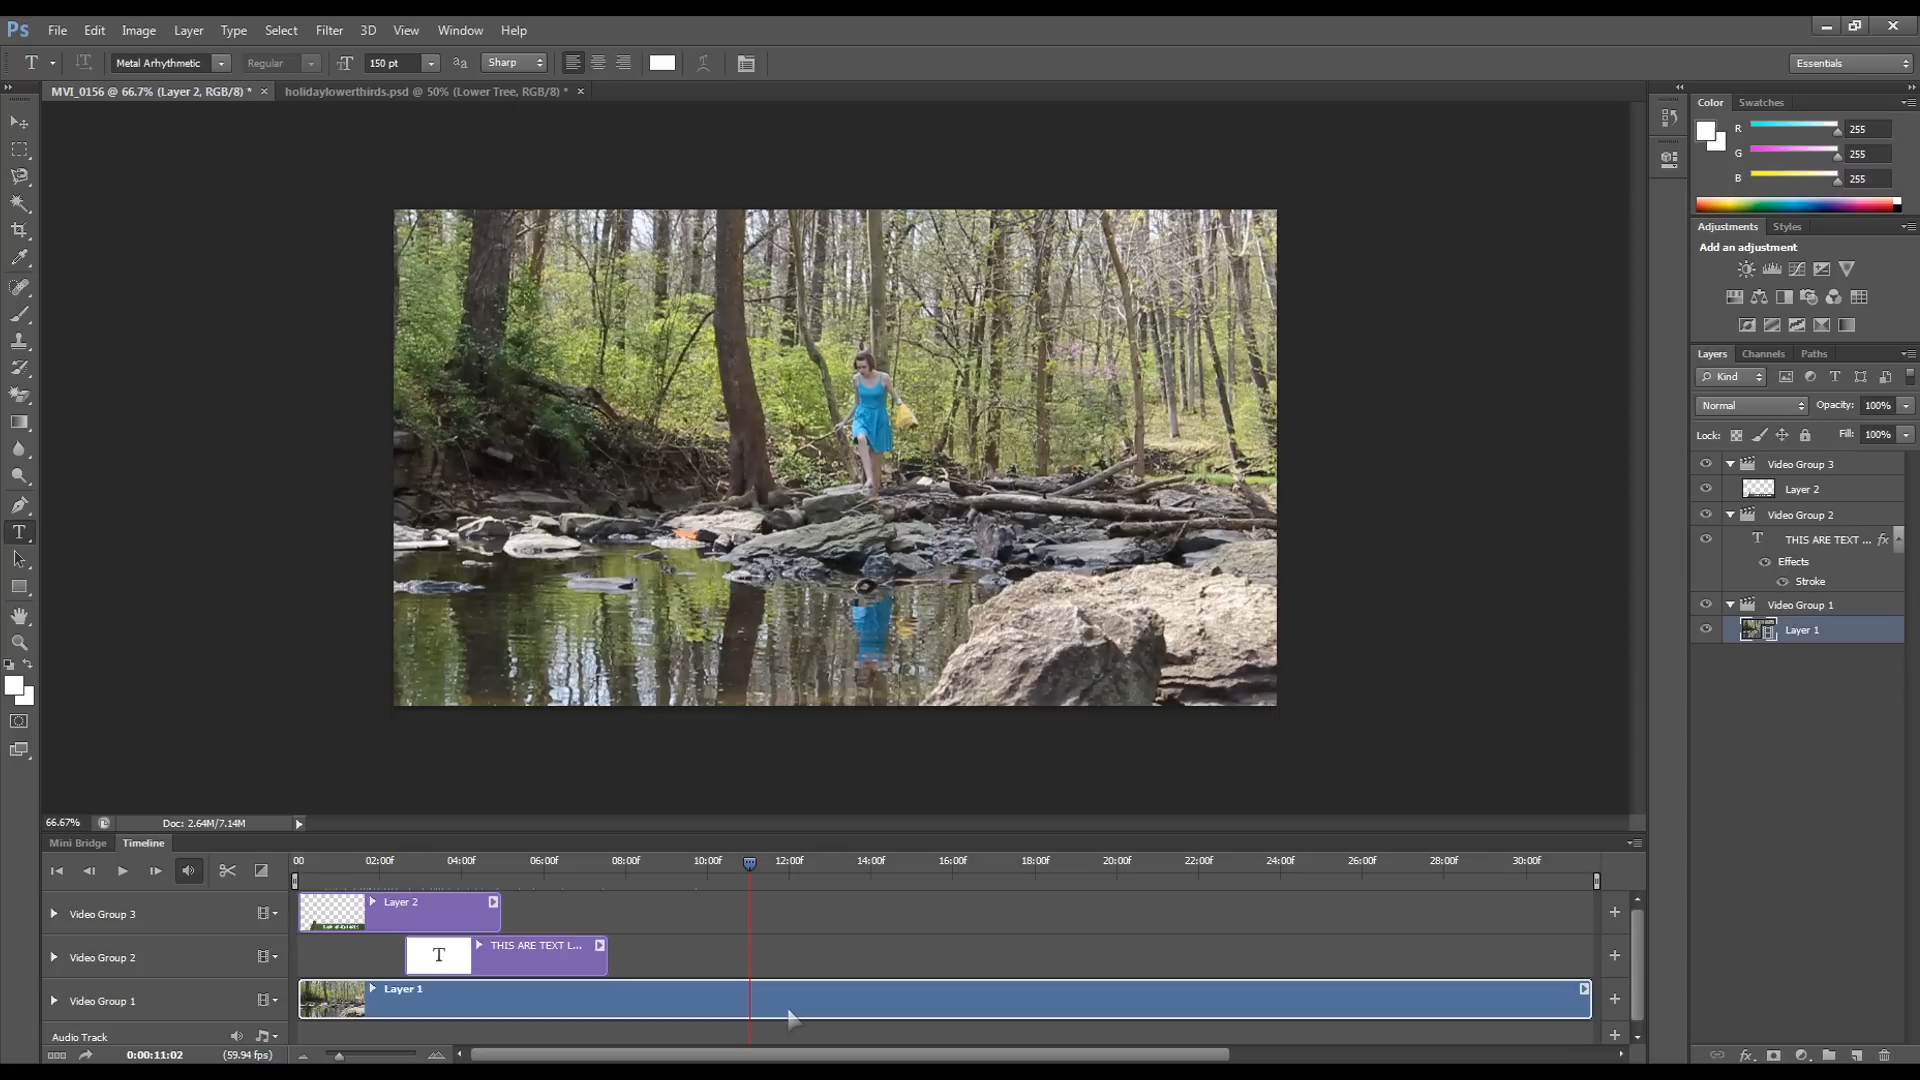 Ps File Edit Image Layer Type Select Filter 3D View Window Help
T Metal Arhythmetic Regular 150 pt Sharp Essentials
MVI_0156 @ 66.7% (Layer 2, RGB/8) * × holidaylowerthirds.psd @ 50% (Lower Tree, RGB/8) * ×
Color Swatches
R 255
G 255
B 255
Adjustments Styles
Add an adjustment
Layers Channels Paths
Kind
Normal Opacity: 100%
Lock: Fill: 100%
Video Group 3
Layer 2
Video Group 2
T THIS ARE TEXT ... fx
Effects
Stroke
Video Group 1
Layer 1
66.67% Doc: 2.64M/7.14M
Mini Bridge Timeline
00 02:00f 04:00f 06:00f 08:00f 10:00f 12:00f 14:00f 16:00f 18:00f 20:00f 22:00f 24:00f 26:00f 28:00f 30:00f
Video Group 3 Layer 2
Video Group 2 T THIS ARE TEXT L...
Video Group 1 Layer 1
Audio Track
0:00:11:02 (59.94 fps)